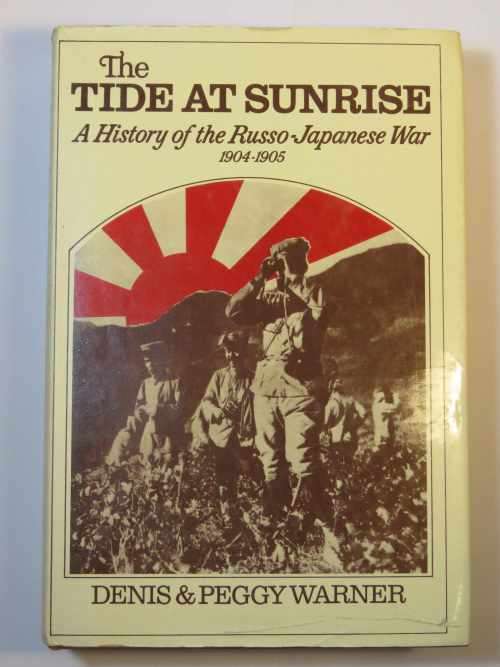 The
TIDE AT SUNRISE
A History of the Russo-Japanese War
1904-1905
DENIS & PEGGY WARNER